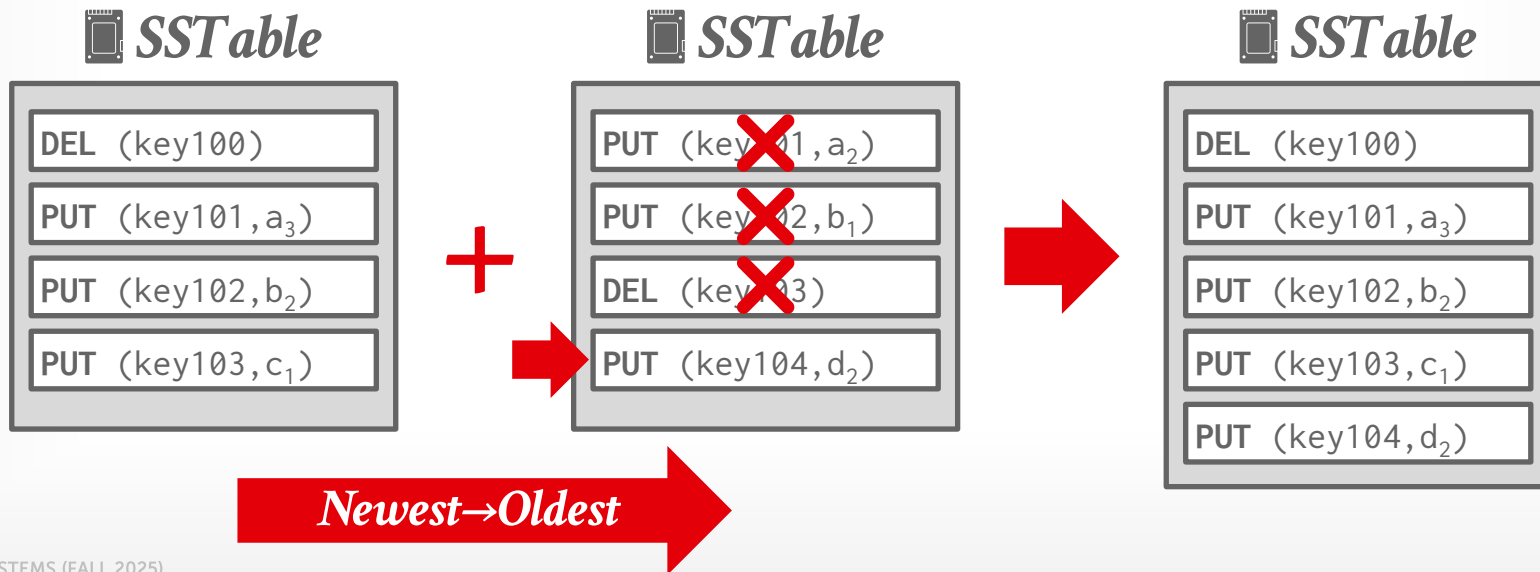 SSTable
DEL (key100)
PUT (key101,a₃)
PUT (key102,b₂)
PUT (key103,c₁)
+
SSTable
PUT (key101,a₂)
PUT (key102,b₁)
DEL (key103)
PUT (key104,d₂)
SSTable
DEL (key100)
PUT (key101,a₃)
PUT (key102,b₂)
PUT (key103,c₁)
PUT (key104,d₂)
Newest→Oldest
STEMS (FALL 2025)